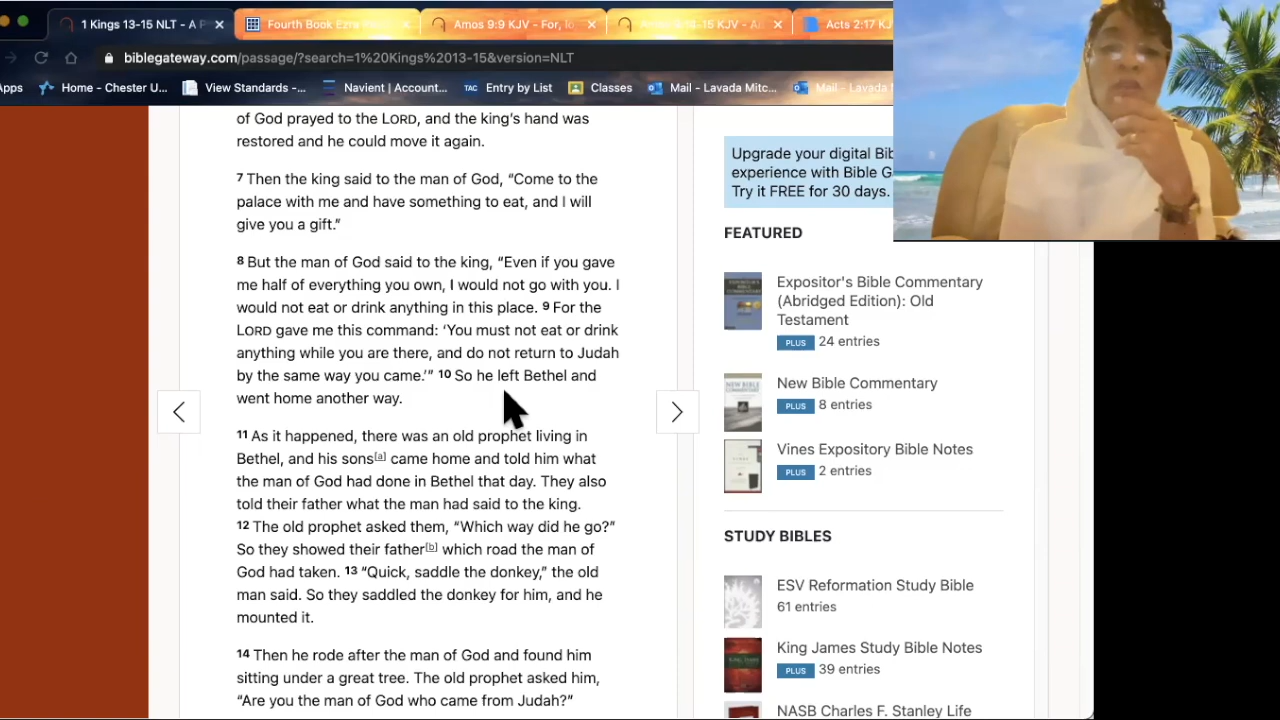 1 Kings 13-15 NLT - A P
Fourth Book Ezra
Amos 9:9 KJV - For, lo
KJV
Acts 2:17 KJ
biblegateway.com/passage/?search=1%20Kings%2013-15&version=NLT
Apps
Home - Chester U...
View Standards -...
Navient | Account...
TAC Entry by List
Classes
Mail - Lavada Mitc...
Mail - Lavada
of God prayed to the LORD, and the king's hand was
restored and he could move it again.
7 Then the king said to the man of God, “Come to the
palace with me and have something to eat, and I will
give you a gift.”
8 But the man of God said to the king, “Even if you gave
me half of everything you own, I would not go with you. I
would not eat or drink anything in this place. 9 For the
LORD gave me this command: ‘You must not eat or drink
anything while you are there, and do not return to Judah
by the same way you came.’” 10 So he left Bethel and
went home another way.
11 As it happened, there was an old prophet living in
Bethel, and his sons[a] came home and told him what
the man of God had done in Bethel that day. They also
told their father what the man had said to the king.
12 The old prophet asked them, “Which way did he go?”
So they showed their father[b] which road the man of
God had taken. 13 “Quick, saddle the donkey,” the old
man said. So they saddled the donkey for him, and he
mounted it.
14 Then he rode after the man of God and found him
sitting under a great tree. The old prophet asked him,
“Are you the man of God who came from Judah?”
Upgrade your digital Bib
experience with Bible G
Try it FREE for 30 days.
FEATURED
Expositor's Bible Commentary
(Abridged Edition): Old
Testament
PLUS 24 entries
New Bible Commentary
PLUS 8 entries
Vines Expository Bible Notes
PLUS 2 entries
STUDY BIBLES
ESV Reformation Study Bible
61 entries
King James Study Bible Notes
PLUS 39 entries
NASB Charles F. Stanley Life